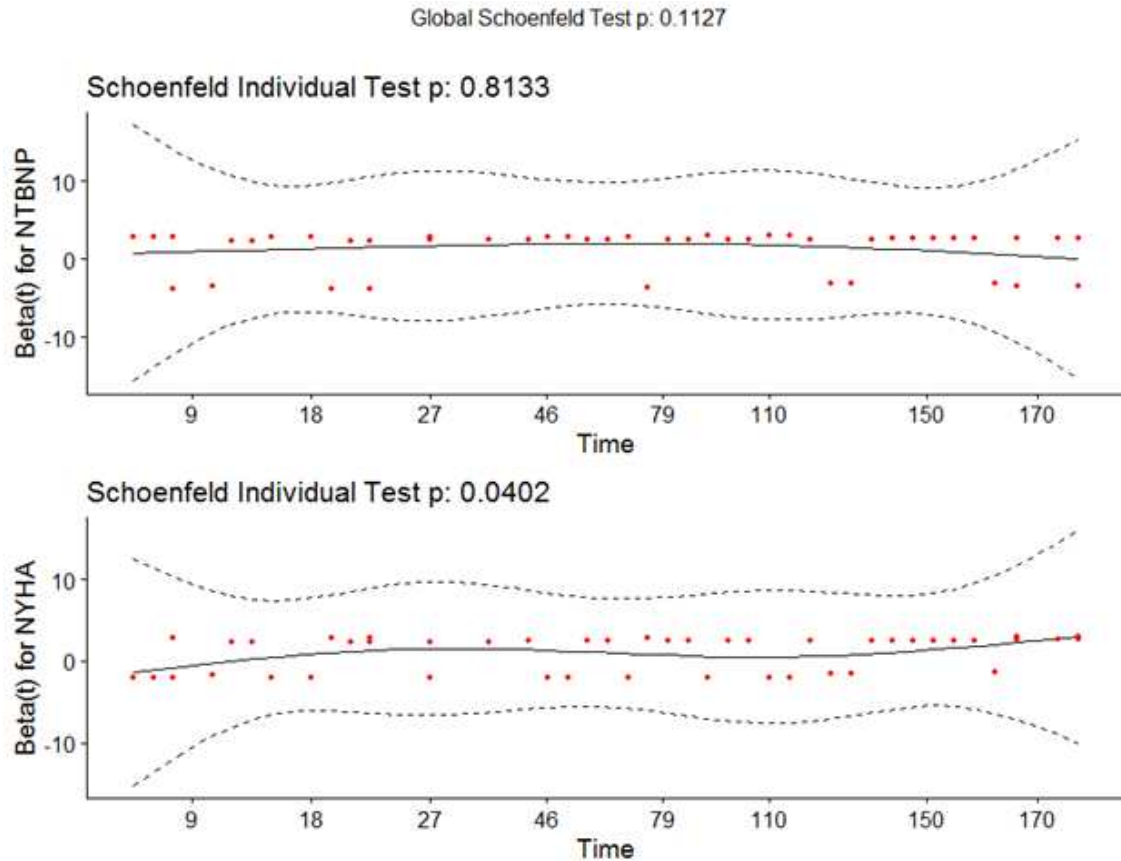 Global Schoenfeld Test p: 0.1127
Schoenfeld Individual Test p: 0.8133
Beta(t) for NTBNP
10
0
-10
9 18 27 46 79 110 150 170
Time
Schoenfeld Individual Test p: 0.0402
Beta(t) for NYHA
10
0
-10
9 18 27 46 79 110 150 170
Time